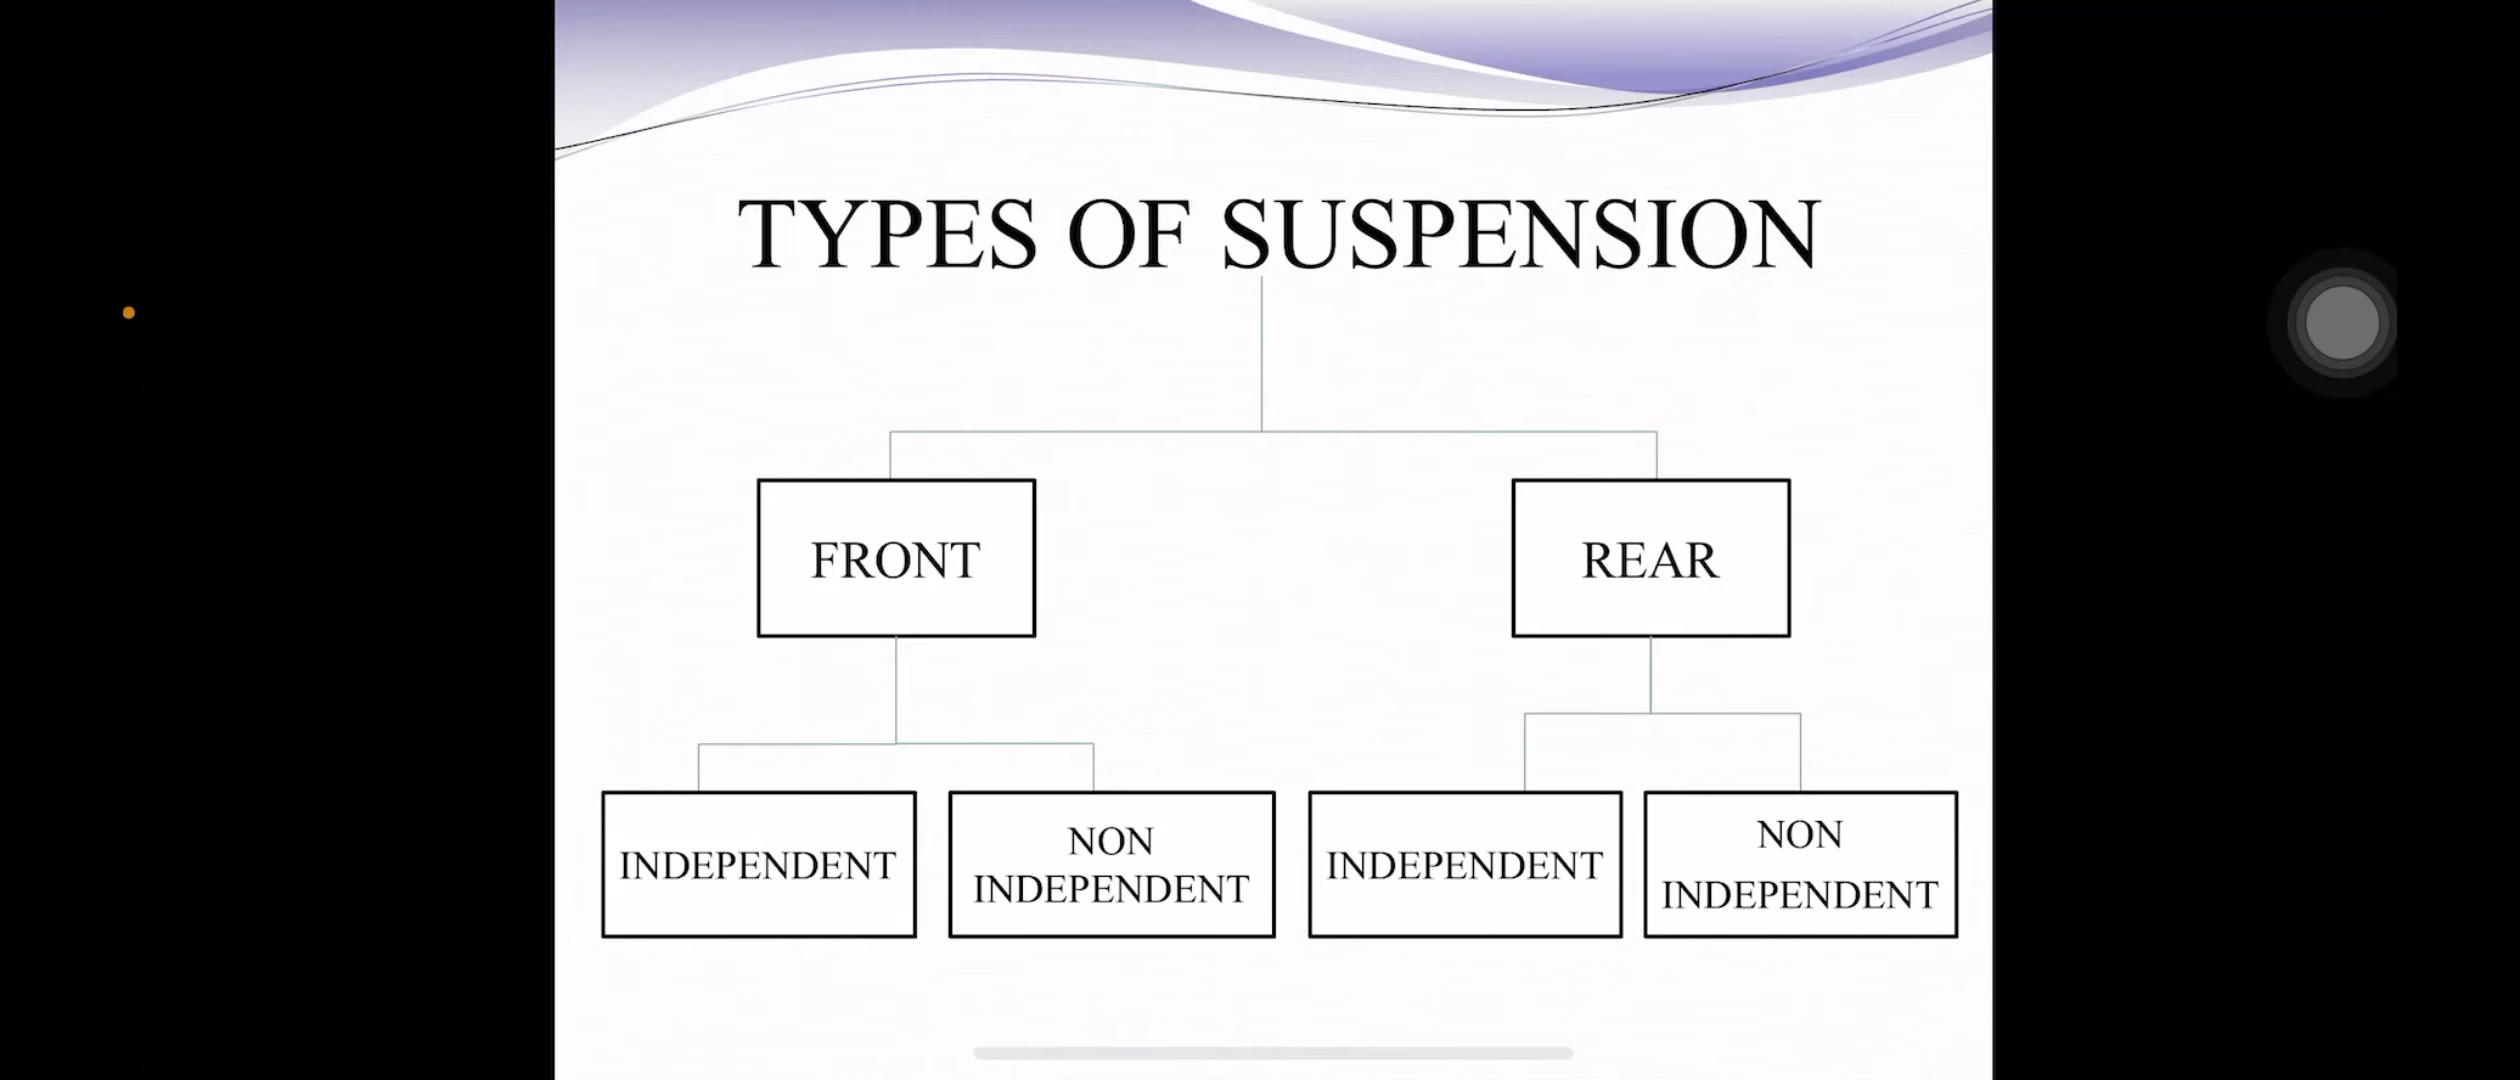 TYPES OF SUSPENSION
FRONT
REAR
INDEPENDENT
NON
INDEPENDENT
INDEPENDENT
NON
INDEPENDENT